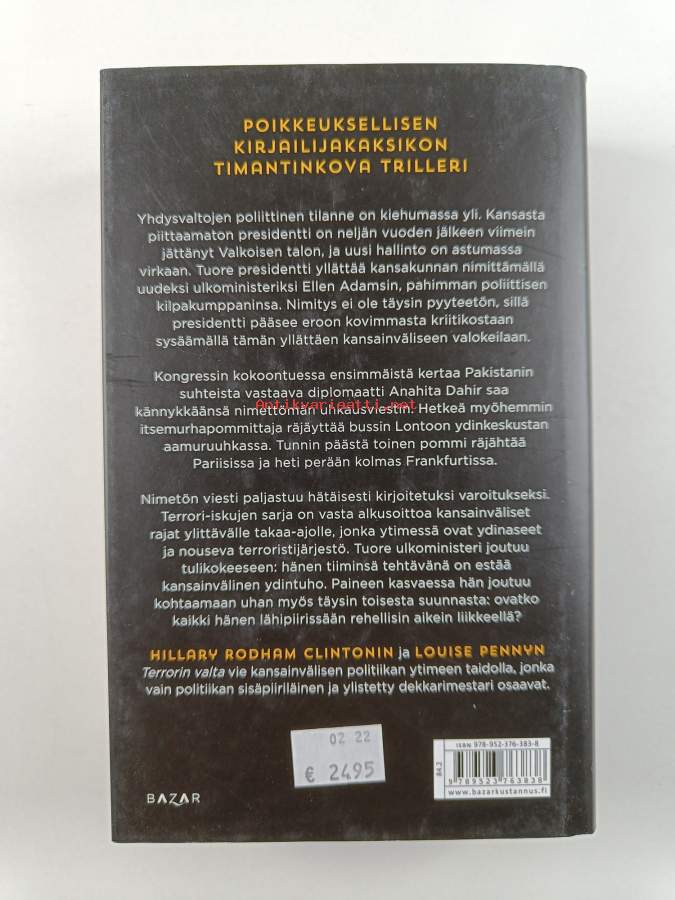 POIKKEUKSELLISEN
KIRJAILIJAKAKSIKON
TIMANTINKOVA TRILLERI
Yhdysvaltojen poliittinen tilanne on kiehumassa yli. Kansasta
piittaamaton presidentti on neljän vuoden jälkeen viimein
jättänyt Valkoisen talon, ja uusi hallinto on astumassa
virkaan. Tuore presidentti yllättää kansakunnan nimittämällä
uudeksi ulkoministeriksi Ellen Adamsin, pahimman poliittisen
kilpakumppaninsa. Nimitys ei ole täysin pyyteetön, sillä
presidentti pääsee eroon kovimmasta kriitikostaan
sysäämällä tämän yllättäen kansainväliseen valokeilaan.
Kongressin kokoontuessa ensimmäistä kertaa Pakistanin
suhteista vastaava diplomaatti Anahita Dahir saa
Antikvariaatti.net
kännykkäänsä nimettömän uhkausviestin. Hetkeä myöhemmin
itsemurhapommittaja räjäyttää bussin Lontoon ydinkeskustan
aamuruuhkassa. Tunnin päästä toinen pommi räjähtää
Pariisissa ja heti perään kolmas Frankfurtissa.
Nimetön viesti paljastuu hätäisesti kirjoitetuksi varoitukseksi.
Terrori-iskujen sarja on vasta alkusoittoa kansainväliset
rajat ylittävälle takaa-ajolle, jonka ytimessä ovat ydinaseet
ja nouseva terroristijärjestö. Tuore ulkoministeri joutuu
tulikokeeseen: hänen tiiminsä tehtävänä on estää
kansainvälinen ydintuho. Paineen kasvaessa hän joutuu
kohtaamaan uhan myös täysin toisesta suunnasta: ovatko
kaikki hänen lähipiirissään rehellisin aikein liikkeellä?
HILLARY RODHAM CLINTONIN ja LOUISE PENNYN
Terrorin valta vie kansainvälisen politiikan ytimeen taidolla, jonka
vain politiikan sisäpiiriläinen ja ylistetty dekkarimestari osaavat.
02 22
€ 2495
BAZAR
84.2
ISBN 978-952-376-383-8
9 789523 763838
www.bazarkustannus.fi